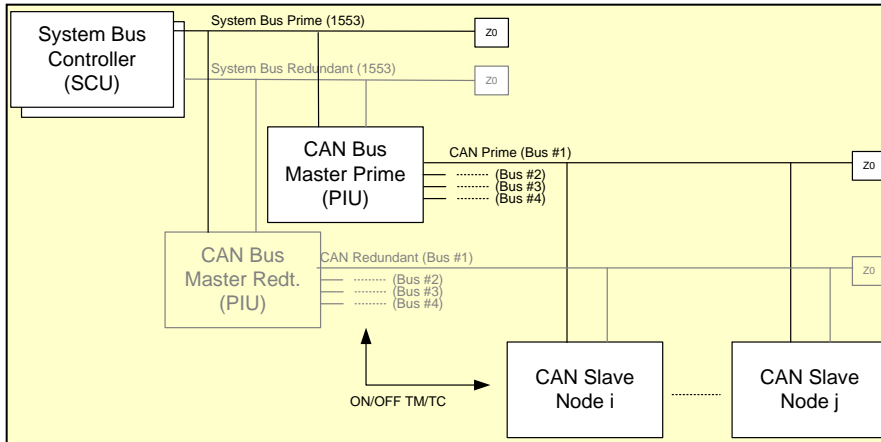 System Bus Prime (1553)
Z0
System Bus
Controller
(SCU)
System Bus Redundant (1553)
Z0
CAN Bus
Master Prime
(PIU)
CAN Prime (Bus #1)
Z0
(Bus #2)
(Bus #3)
(Bus #4)
CAN Bus
Master Redt.
(PIU)
CAN Redundant (Bus #1)
Z0
(Bus #2)
(Bus #3)
(Bus #4)
ON/OFF TM/TC
CAN Slave
Node i
CAN Slave
Node j